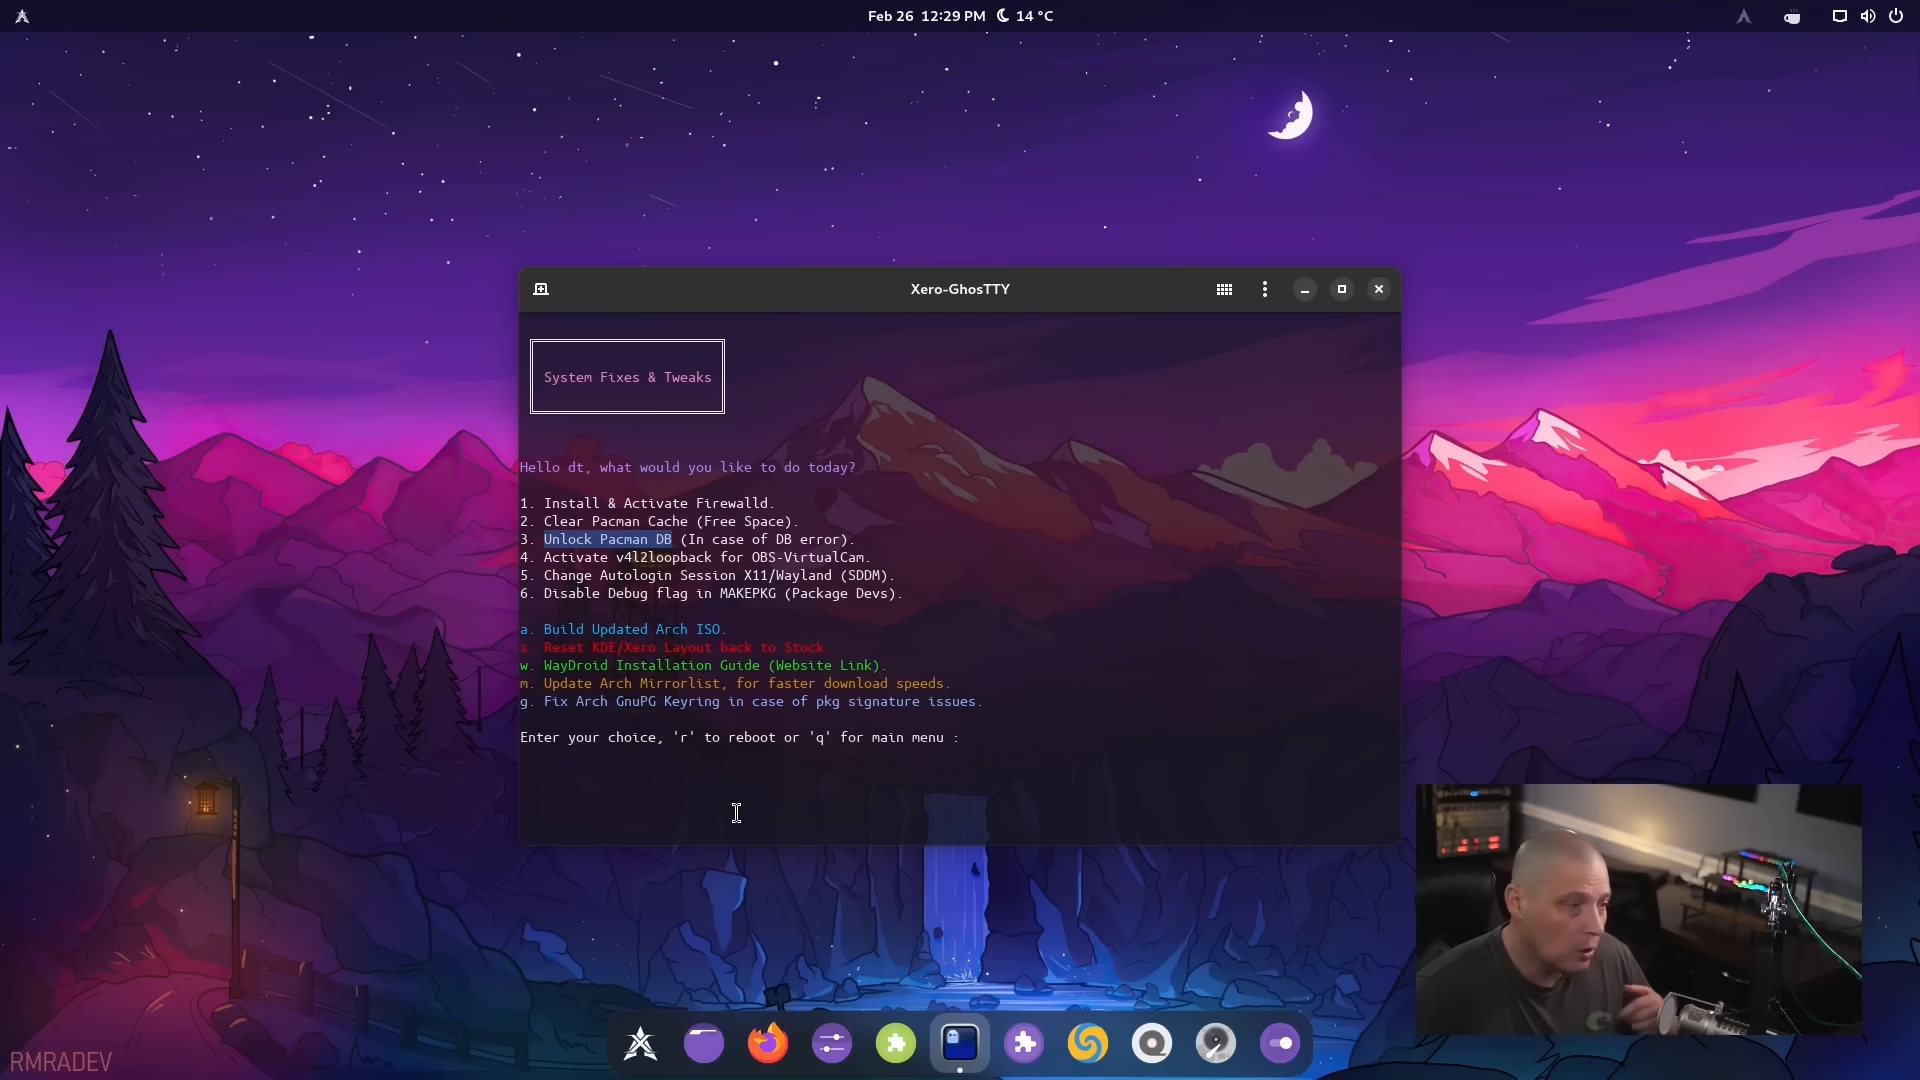 Feb 26 12:29 PM 14 °C
Xero-GhosTTY
System Fixes & Tweaks
Hello dt, what would you like to do today?
1. Install & Activate Firewalld.
2. Clear Pacman Cache (Free Space).
3. Unlock Pacman DB (In case of DB error).
4. Activate v4l2loopback for OBS-VirtualCam.
5. Change Autologin Session X11/Wayland (SDDM).
6. Disable Debug flag in MAKEPKG (Package Devs).
a. Build Updated Arch ISO.
s. Reset KDE/Xero Layout back to Stock.
w. WayDroid Installation Guide (Website Link).
m. Update Arch Mirrorlist, for faster download speeds.
g. Fix Arch GnuPG Keyring in case of pkg signature issues.
Enter your choice, 'r' to reboot or 'q' for main menu :
RMRADEV